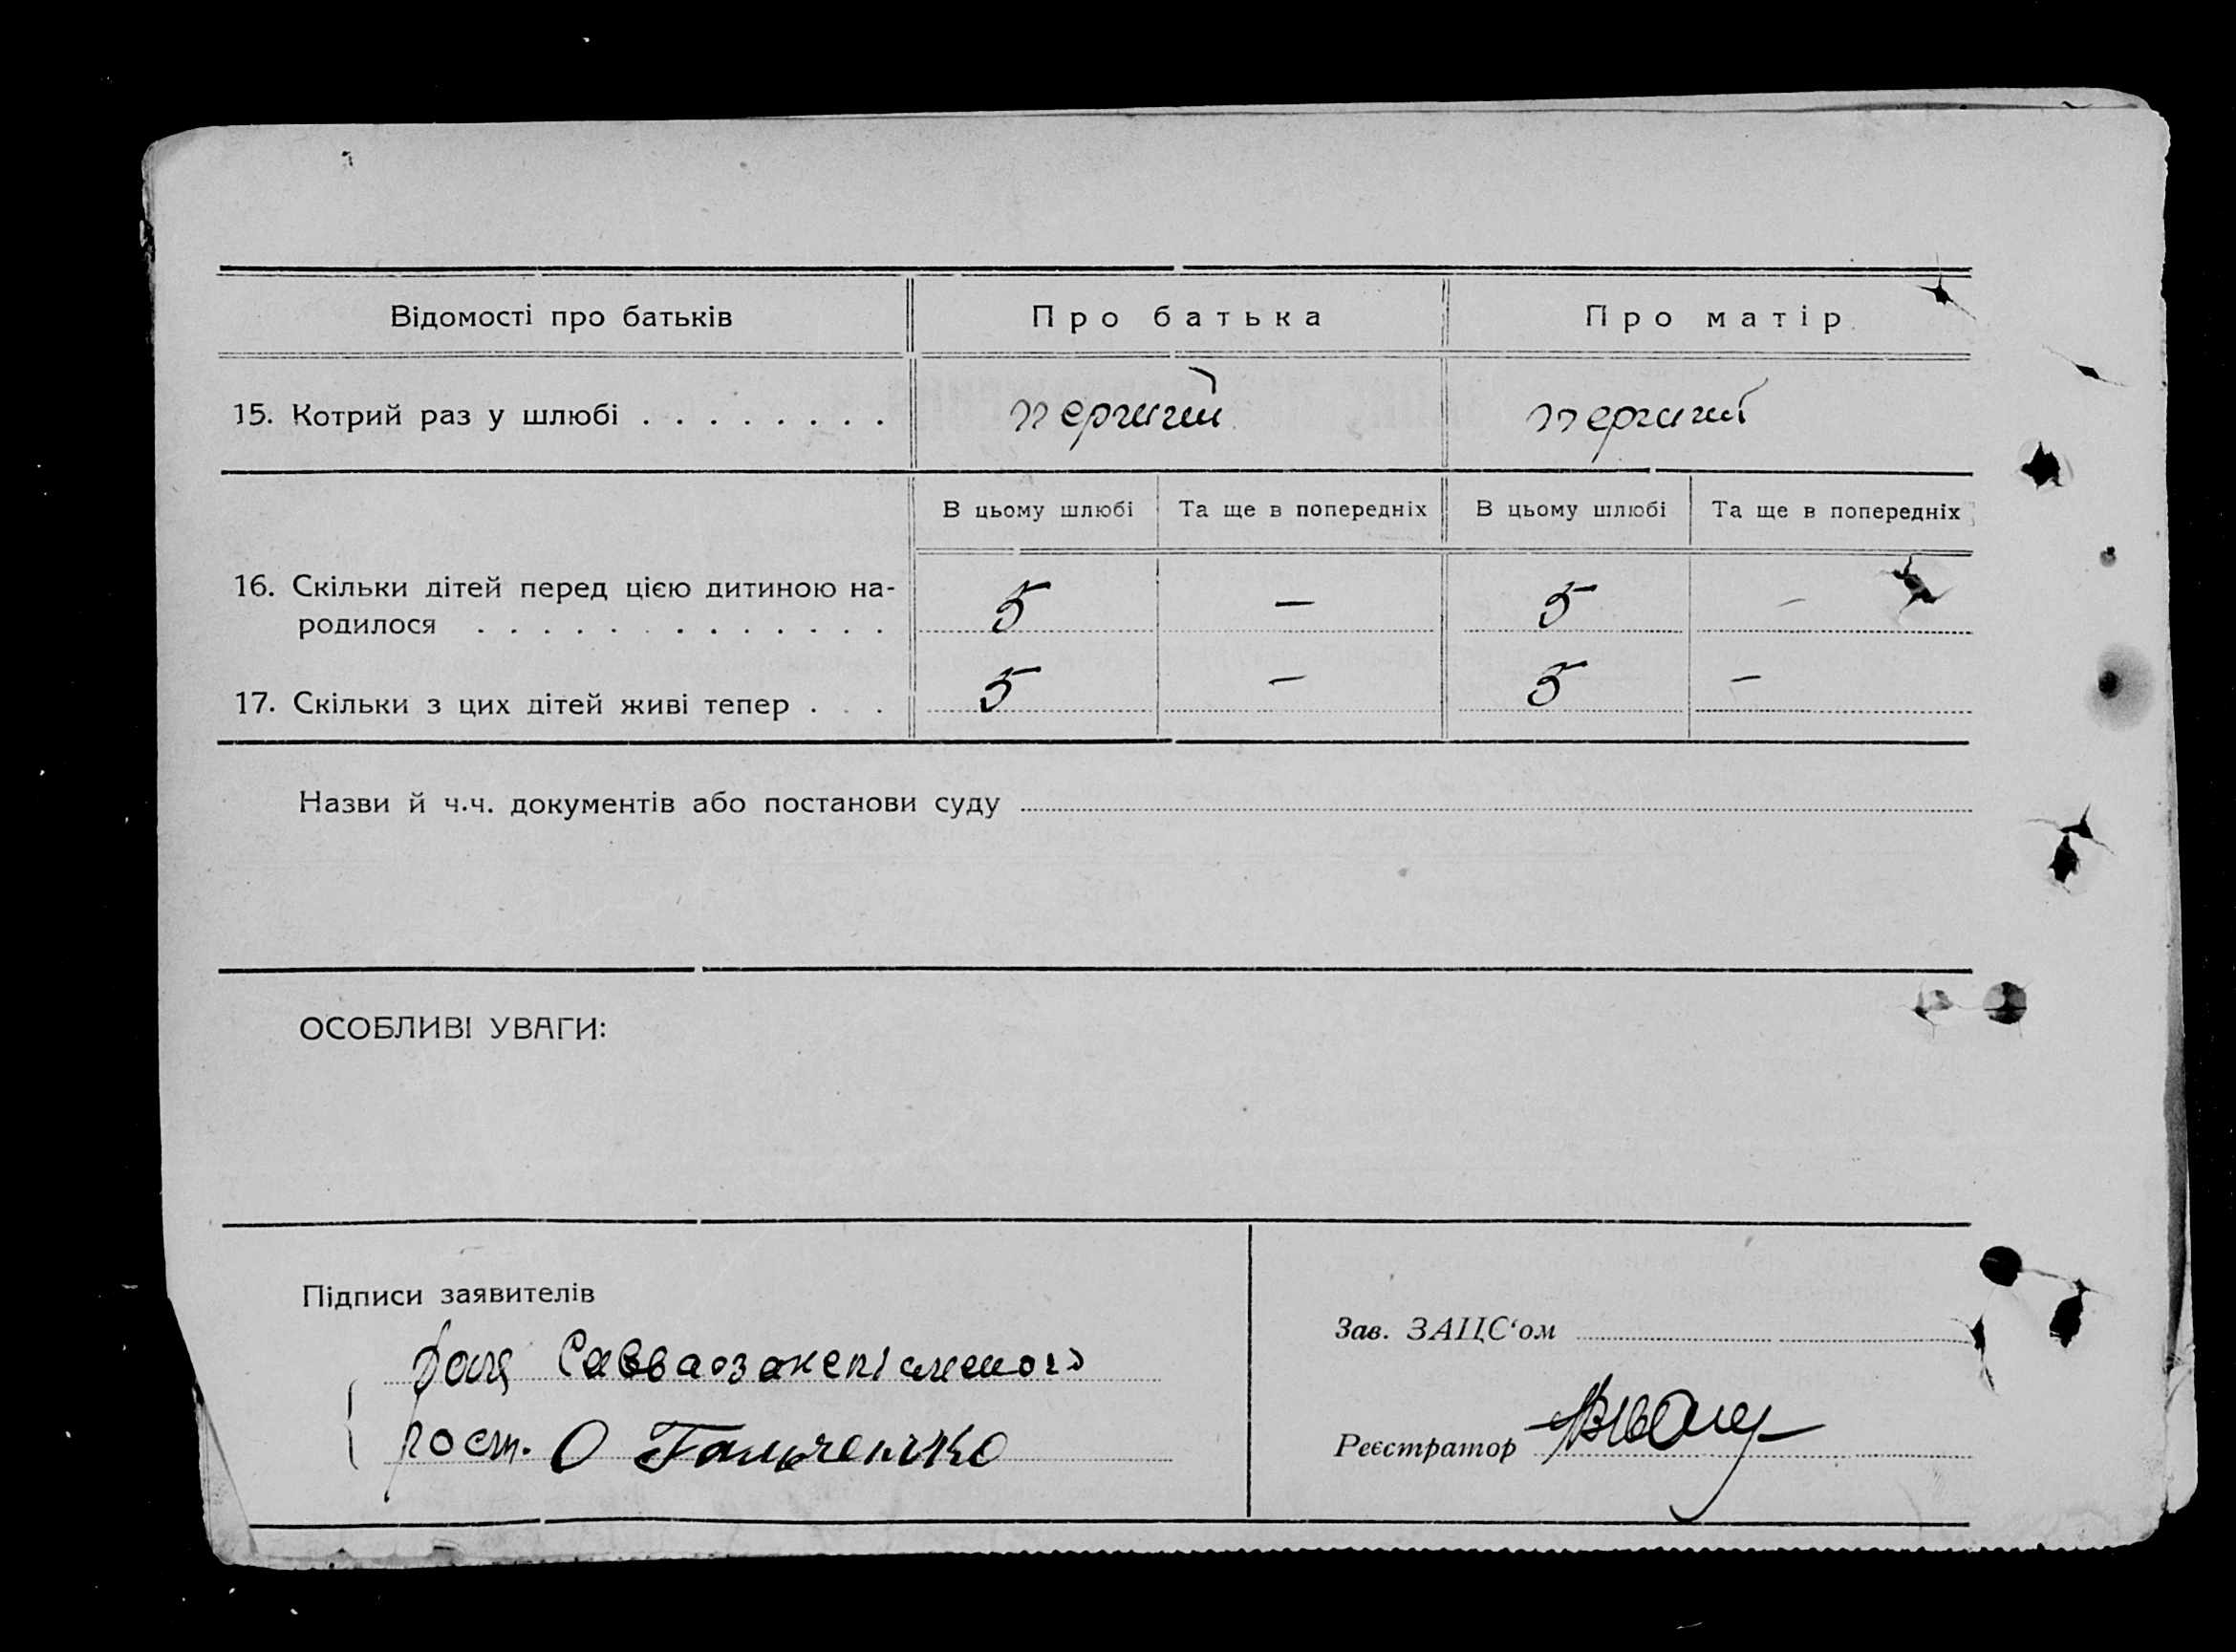 Відомості про батьків
Про батька
Про матір
15. Котрий раз у шлюбі . . . . . . . .
перший
перший
В цьому шлюбі
Та ще в попередніх
В цьому шлюбі
Та ще в попередніх
16. Скільки дітей перед цією дитиною на-
родилося . . . . . . . . . . . . .
5
—
5
—
17. Скільки з цих дітей живі тепер . . .
5
—
5
—
Назви й ч.ч. документів або постанови суду
ОСОБЛИВІ УВАГИ:
Підписи заявителів
Савва
О
Зав. ЗАЦС‘ом
Реєстратор